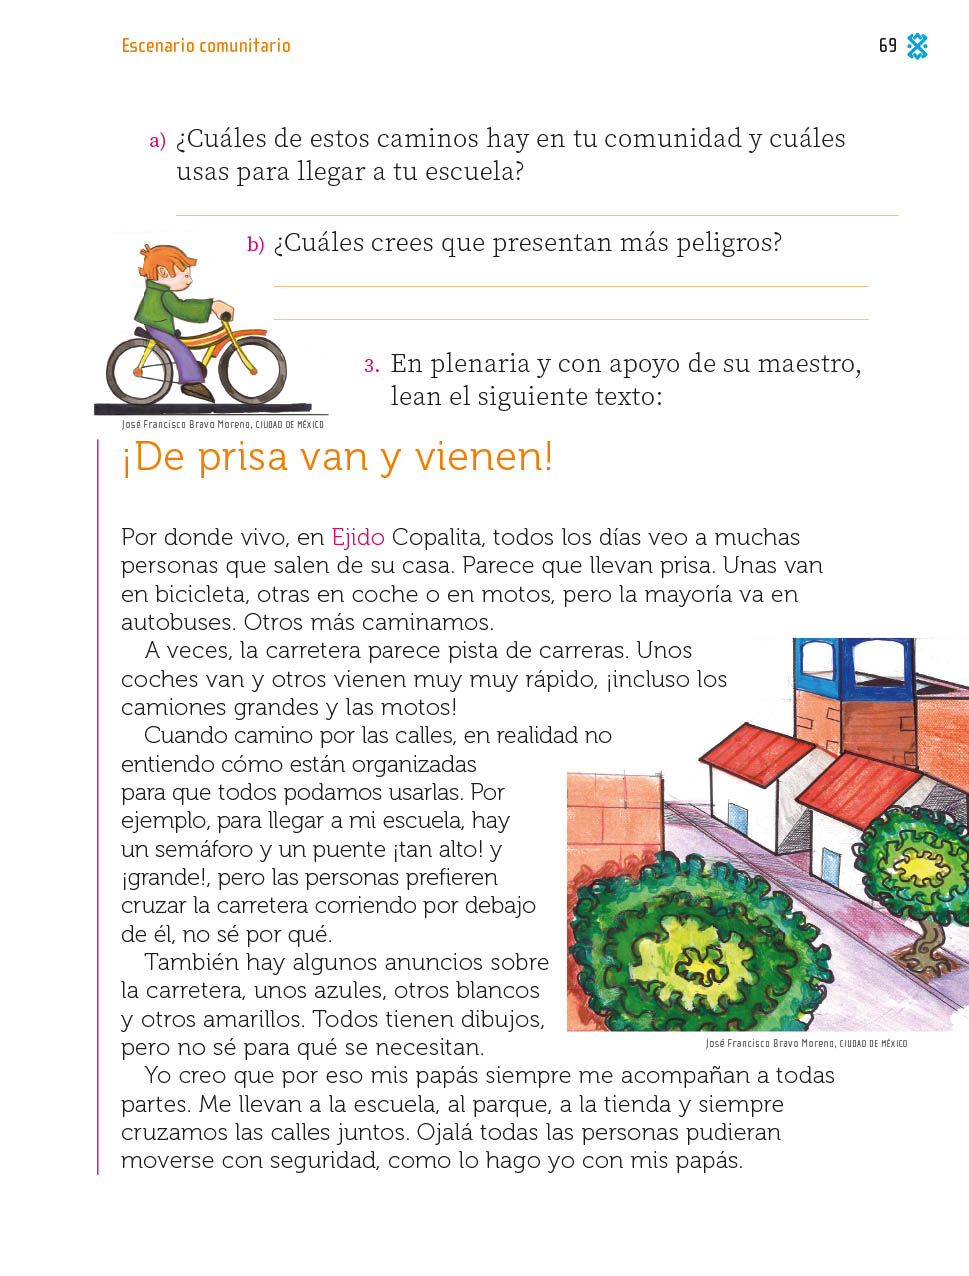 Escenario comunitario
69
a) ¿Cuáles de estos caminos hay en tu comunidad y cuáles
usas para llegar a tu escuela?
b) ¿Cuáles crees que presentan más peligros?
3. En plenaria y con apoyo de su maestro,
lean el siguiente texto:
José Francisco Bravo Moreno, CIUDAD DE MÉXICO
¡De prisa van y vienen!
Por donde vivo, en Ejido Copalita, todos los días veo a muchas
personas que salen de su casa. Parece que llevan prisa. Unas van
en bicicleta, otras en coche o en motos, pero la mayoría va en
autobuses. Otros más caminamos.
A veces, la carretera parece pista de carreras. Unos
coches van y otros vienen muy muy rápido, ¡incluso los
camiones grandes y las motos!
Cuando camino por las calles, en realidad no
entiendo cómo están organizadas
para que todos podamos usarlas. Por
ejemplo, para llegar a mi escuela, hay
un semáforo y un puente ¡tan alto! y
¡grande!, pero las personas prefieren
cruzar la carretera corriendo por debajo
de él, no sé por qué.
También hay algunos anuncios sobre
la carretera, unos azules, otros blancos
y otros amarillos. Todos tienen dibujos,
pero no sé para qué se necesitan.
José Francisco Bravo Moreno, CIUDAD DE MÉXICO
Yo creo que por eso mis papás siempre me acompañan a todas
partes. Me llevan a la escuela, al parque, a la tienda y siempre
cruzamos las calles juntos. Ojalá todas las personas pudieran
moverse con seguridad, como lo hago yo con mis papás.